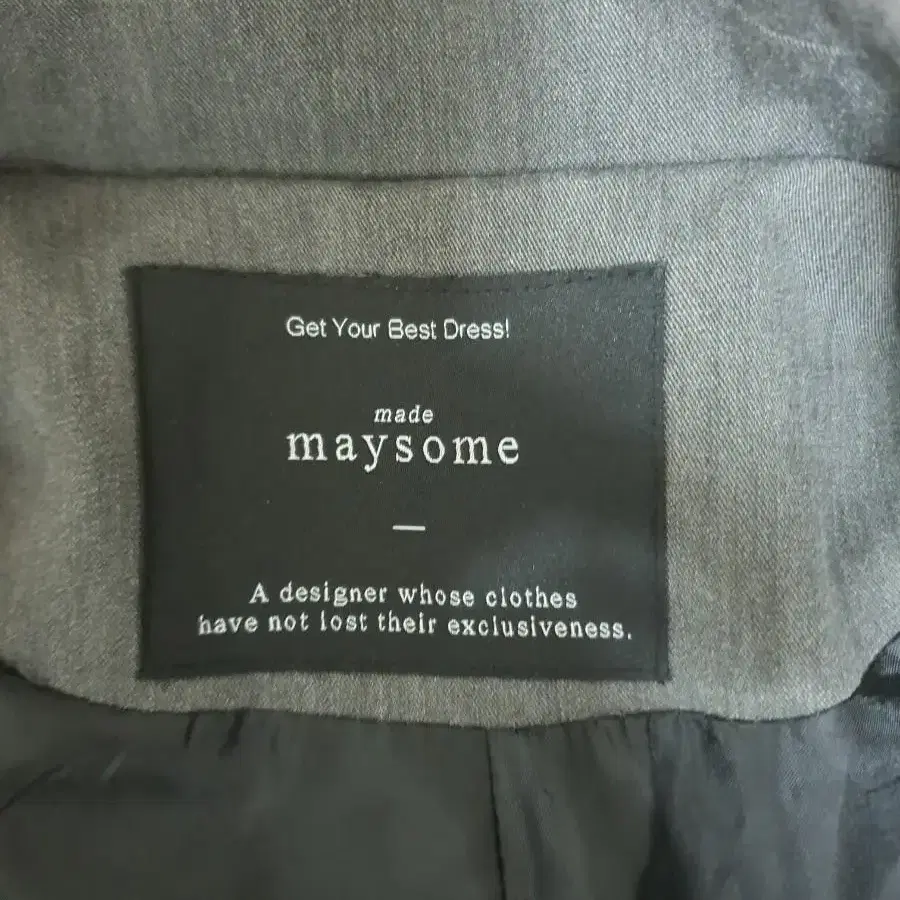 Get Your Best Dress!
made
maysome
—
A designer whose clothes
have not lost their exclusiveness.